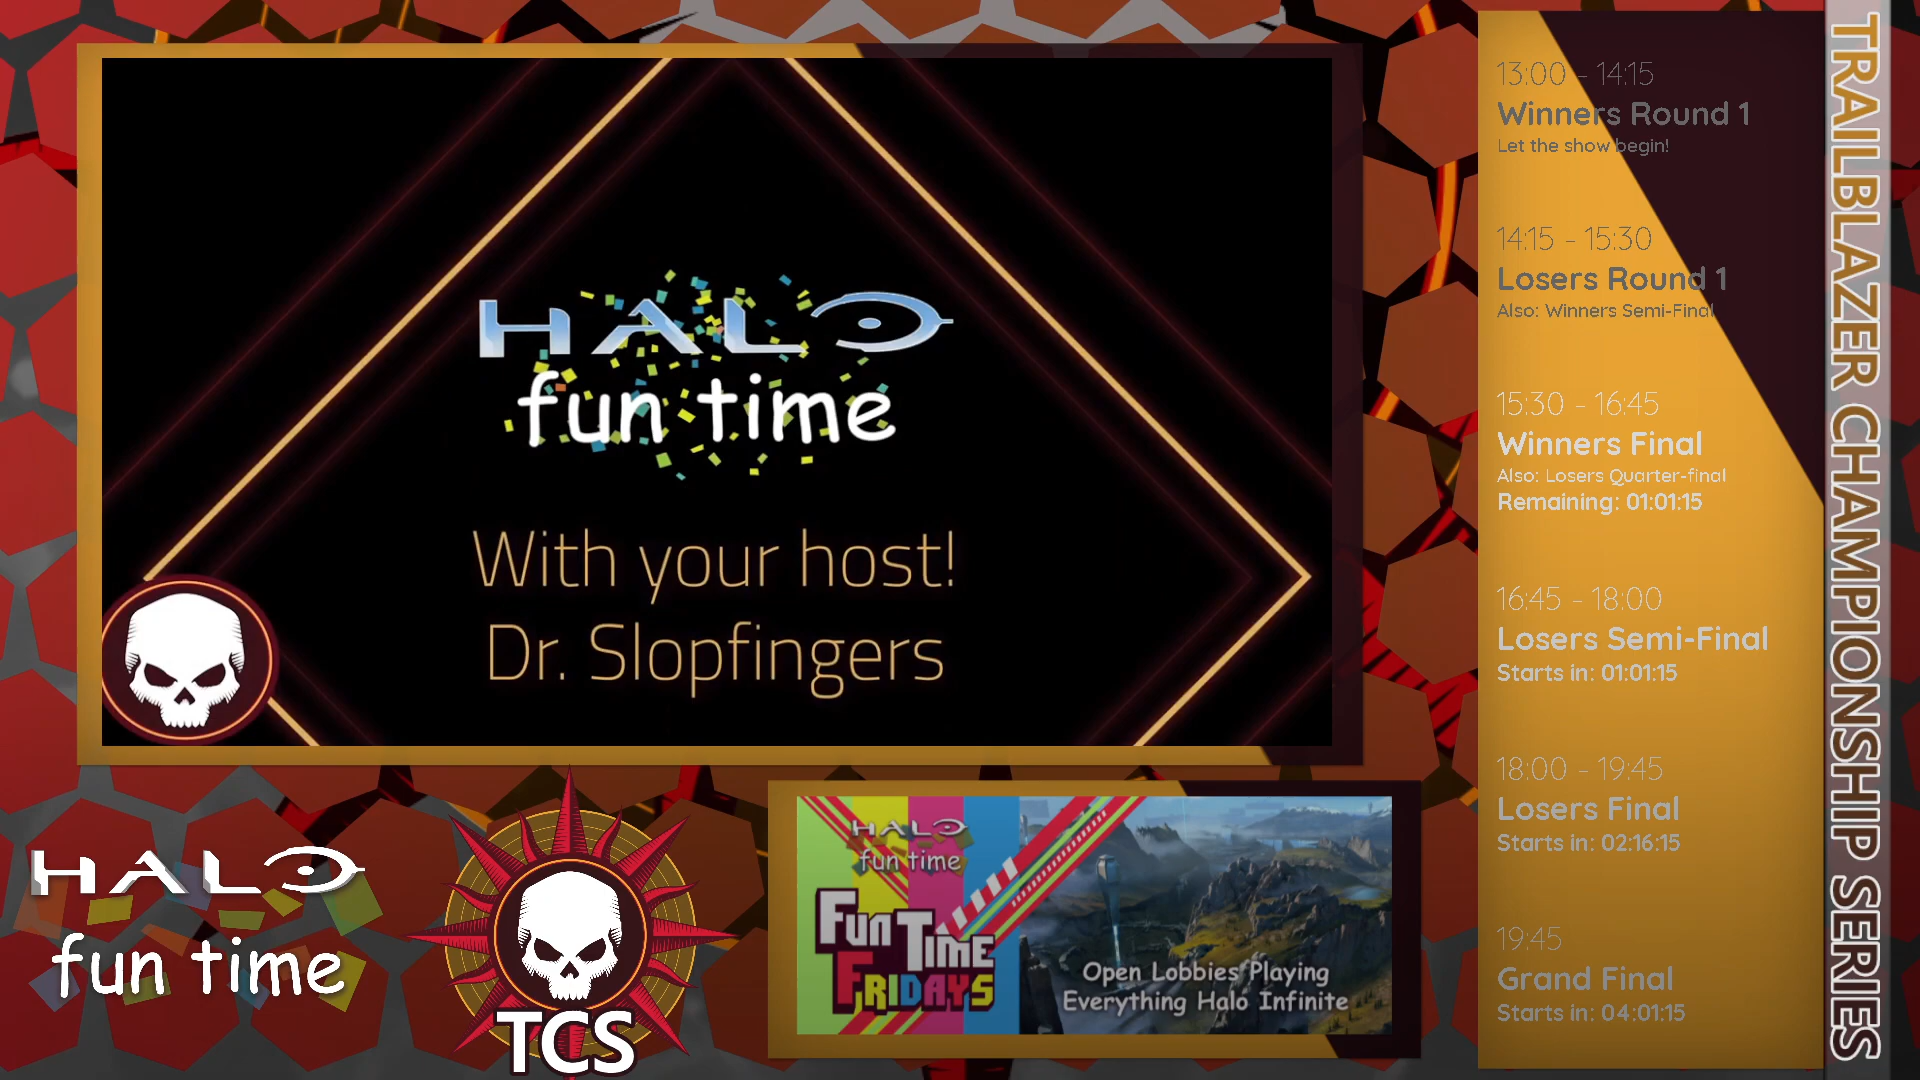 HALO
fun time
With your host!
Dr. Slopfingers
13:00 - 14:15
Winners Round 1
Let the show begin!
14:15 - 15:30
Losers Round 1
Also: Winners Semi-Final
15:30 - 16:45
Winners Final
Also: Losers Quarter-final
Remaining: 01:01:15
16:45 - 18:00
Losers Semi-Final
Starts in: 01:01:15
18:00 - 19:45
Losers Final
Starts in: 02:16:15
19:45
Grand Final
Starts in: 04:01:15
TRAILBLAZER CHAMPIONSHIP SERIES
HALO
fun time
TCS
HALO
fun time
FUN TIME
FRIDAYS
Open Lobbies Playing
Everything Halo Infinite